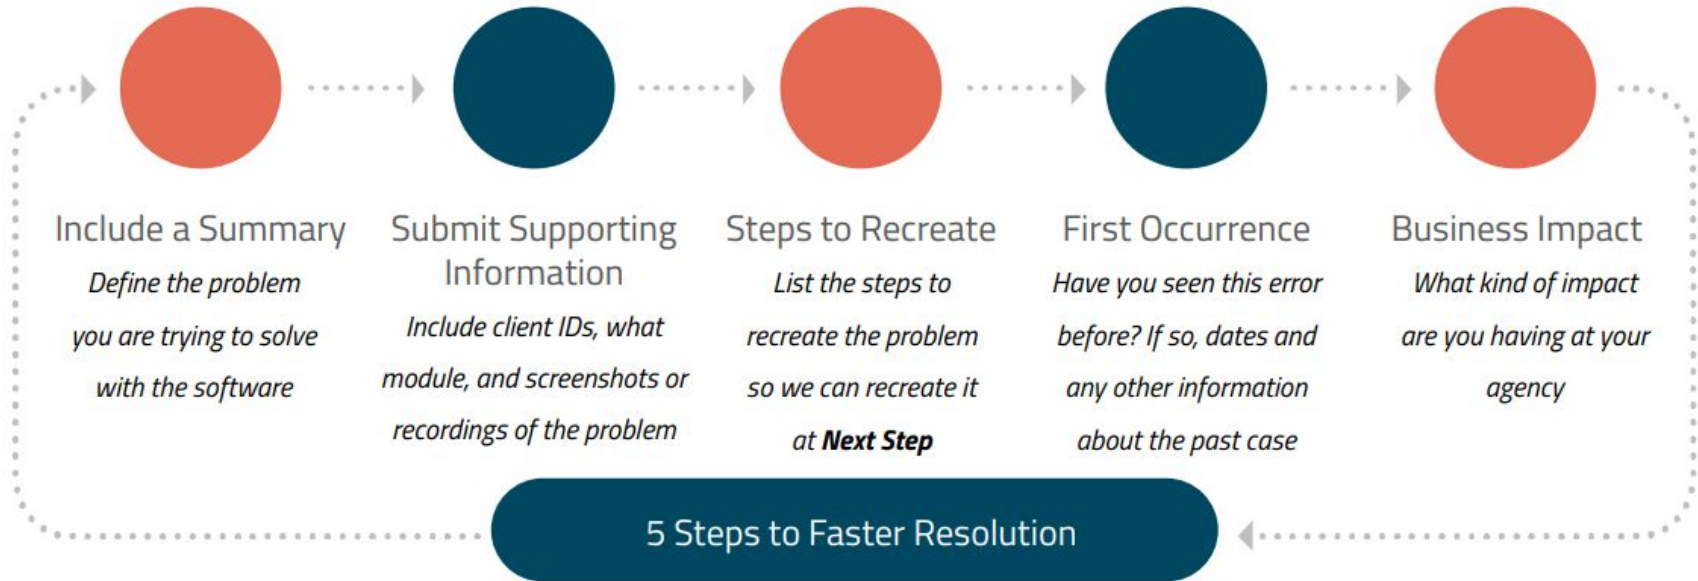 Include a Summary
Define the problem
you are trying to solve
with the software
Submit Supporting
Information
Include client IDs, what
module, and screenshots or
recordings of the problem
Steps to Recreate
List the steps to
recreate the problem
so we can recreate it
at Next Step
First Occurrence
Have you seen this error
before? If so, dates and
any other information
about the past case
Business Impact
What kind of impact
are you having at your
agency
5 Steps to Faster Resolution